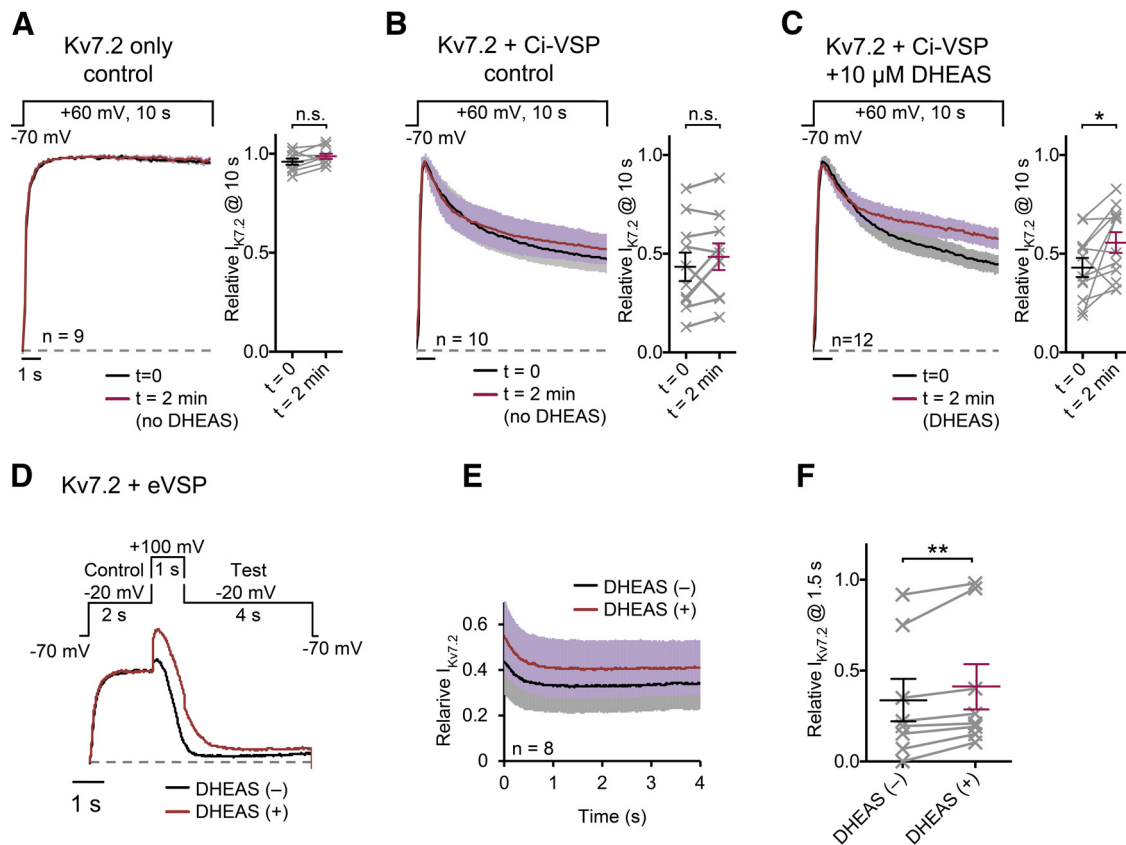 A
Kv7.2 only
control
+60 mV, 10 s
-70 mV
n = 9
1 s
t=0
t = 2 min
(no DHEAS)
Relative I_Kv7.2 @ 10 s
1.0
0.5
0.0
n.s.
t = 0
t = 2 min
B
Kv7.2 + Ci-VSP
control
+60 mV, 10 s
-70 mV
n = 10
t = 0
t = 2 min
(no DHEAS)
Relative I_K7.2 @ 10 s
1.0
0.5
0.0
n.s.
t = 0
t = 2 min
C
Kv7.2 + Ci-VSP
+10 µM DHEAS
+60 mV, 10 s
-70 mV
n=12
t=0
t = 2 min
(DHEAS)
Relative I_K7.2 @ 10 s
1.0
0.5
0.0
*
t = 0
t = 2 min
D
Kv7.2 + eVSP
+100 mV
Control
1 s
Test
-20 mV
-20 mV
2 s
4 s
-70 mV
-70 mV
1 s
DHEAS (–)
DHEAS (+)
E
DHEAS (–)
DHEAS (+)
Relarive I_Kv7.2
0.6
0.4
0.2
0
n = 8
0
1
2
3
4
Time (s)
F
**
Relative I_Kv7.2 @ 1.5 s
1.0
0.5
0.0
DHEAS (–)
DHEAS (+)